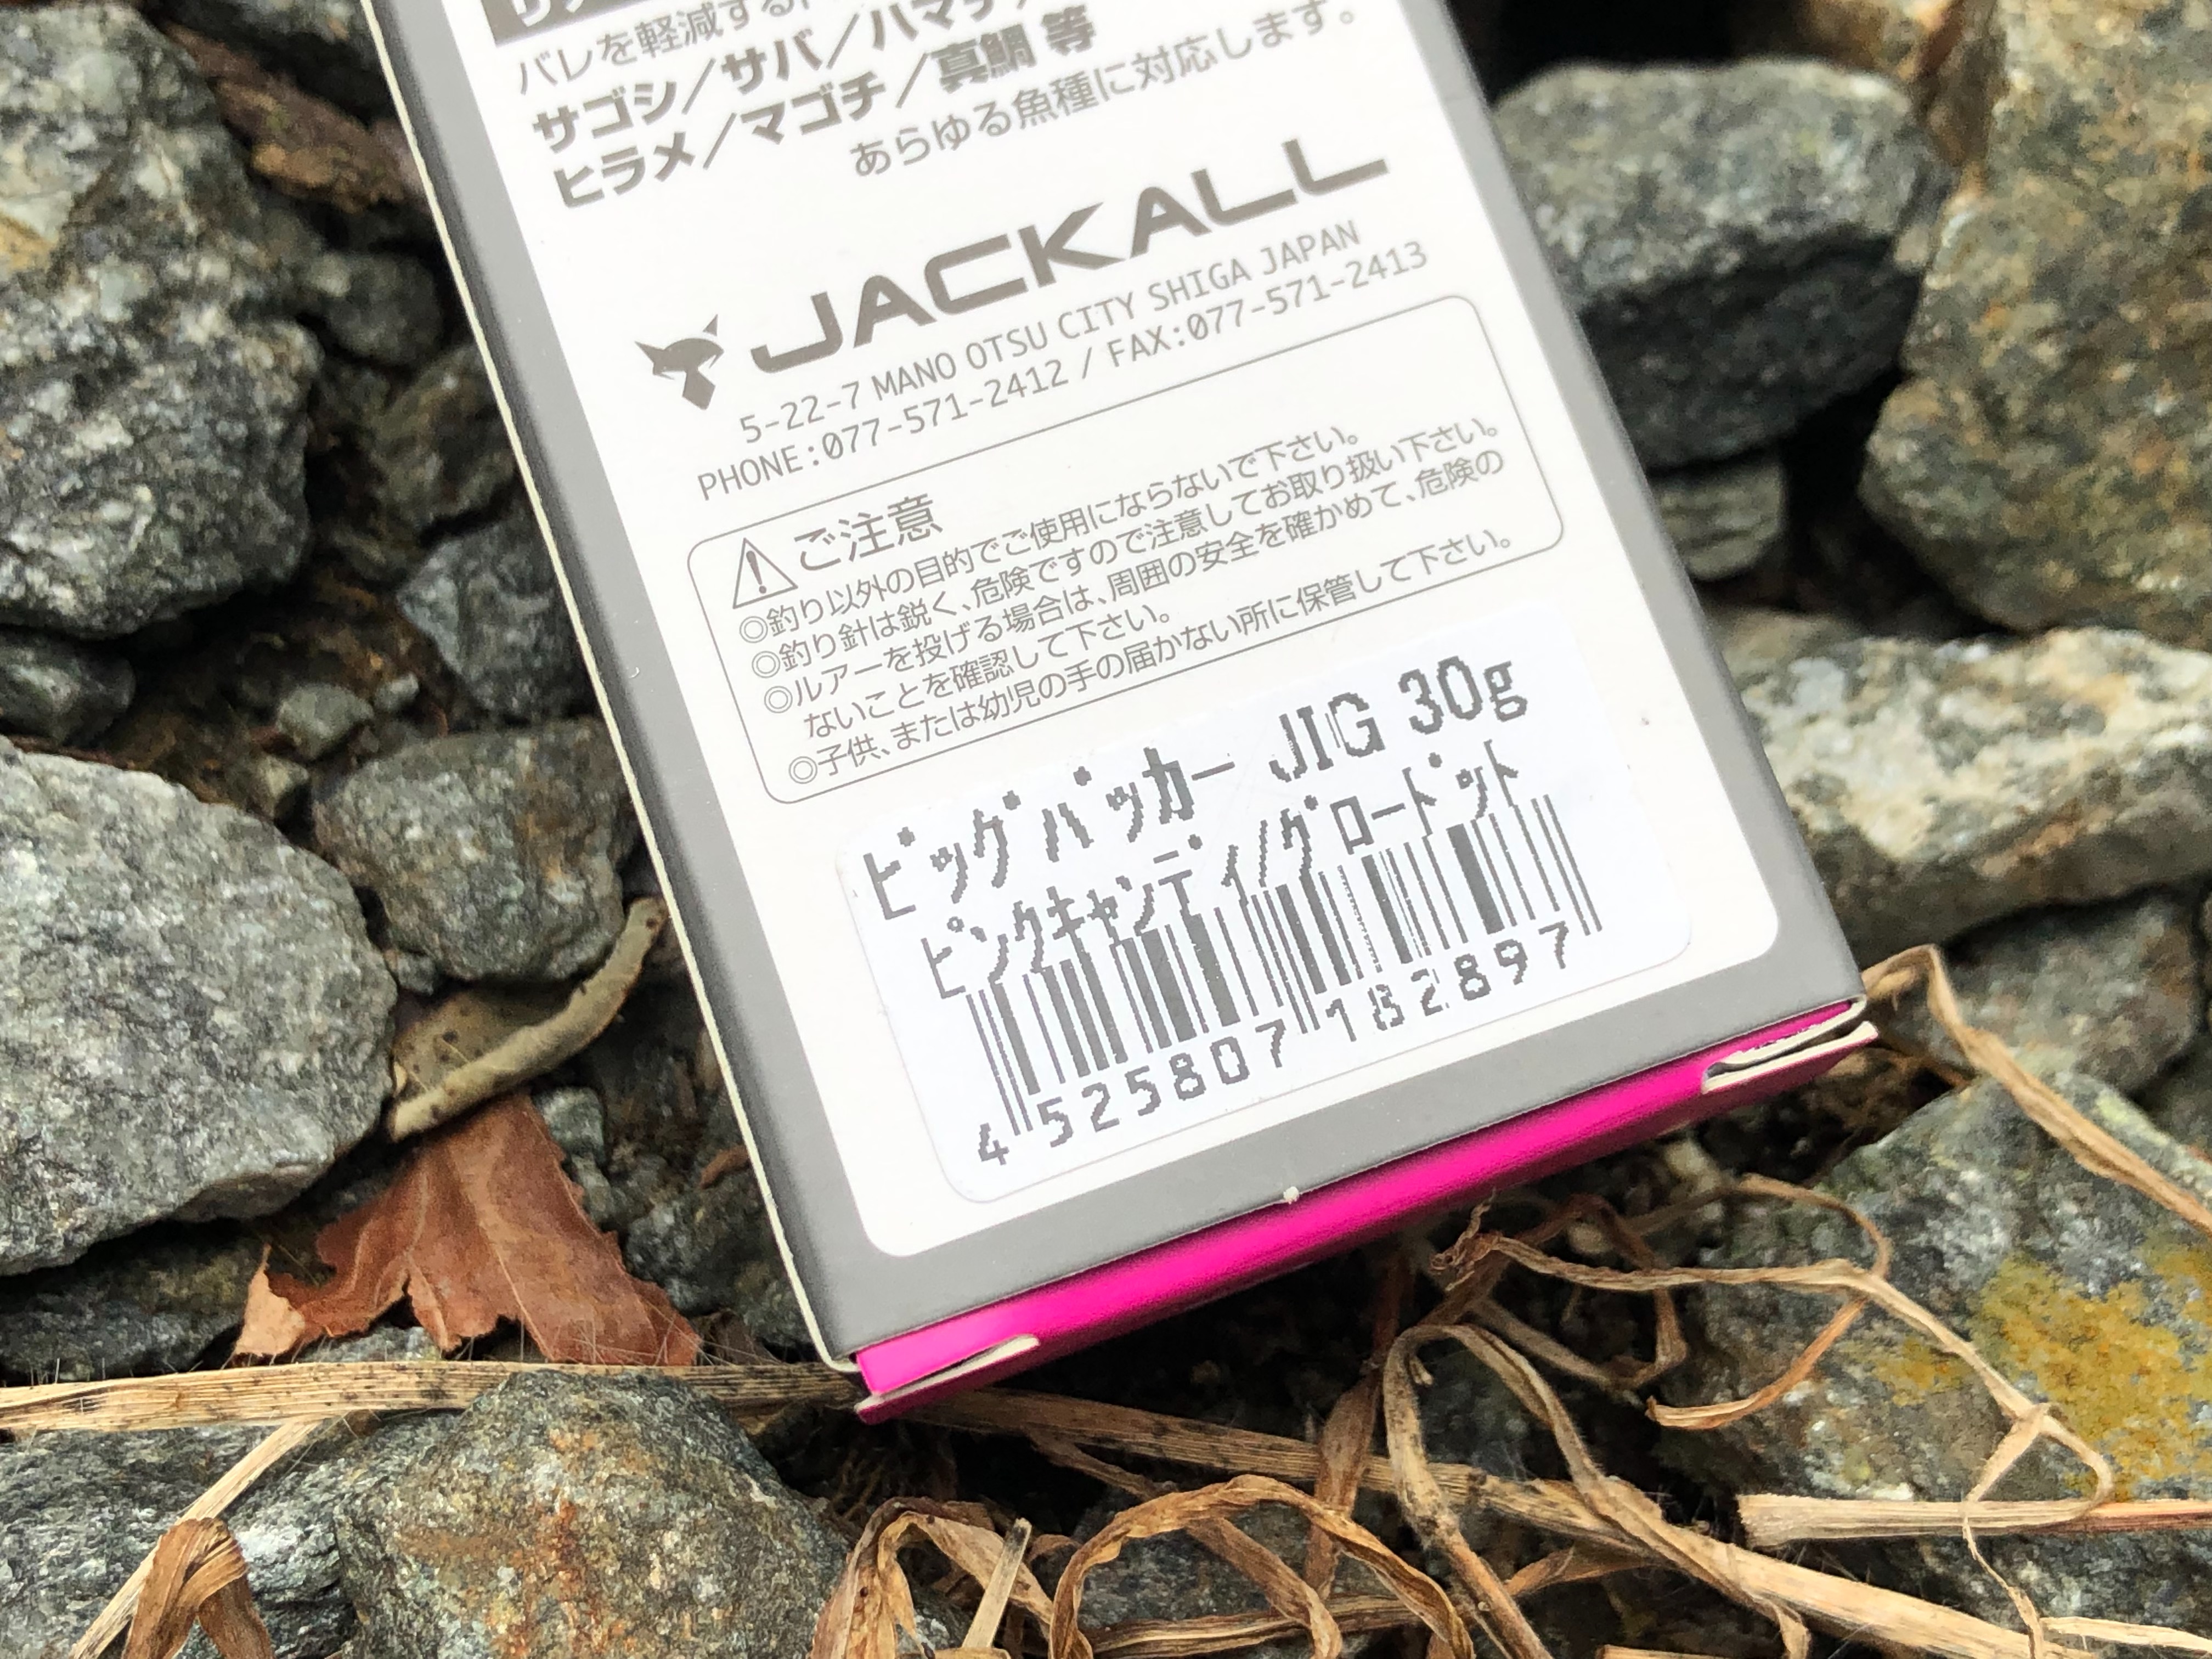 バレを軽減する
サゴシ／サバ／ハマチ／
ヒラメ／マゴチ／真鯛 等
あらゆる魚種に対応します。
JACKALL
5-22-7 MANO OTSU CITY SHIGA JAPAN
PHONE:077-571-2412 / FAX:077-571-2413
ご注意
◎釣り以外の目的でご使用にならないで下さい。
◎釣り針は鋭く、危険ですので注意してお取り扱い下さい。
◎ルアーを投げる場合は、周囲の安全を確かめて、危険の
ないことを確認して下さい。
◎子供、または幼児の手の届かない所に保管して下さい。
ビッグバッカー JIG 30g
ピンクキャンディ/グロードット
4 525807 182897